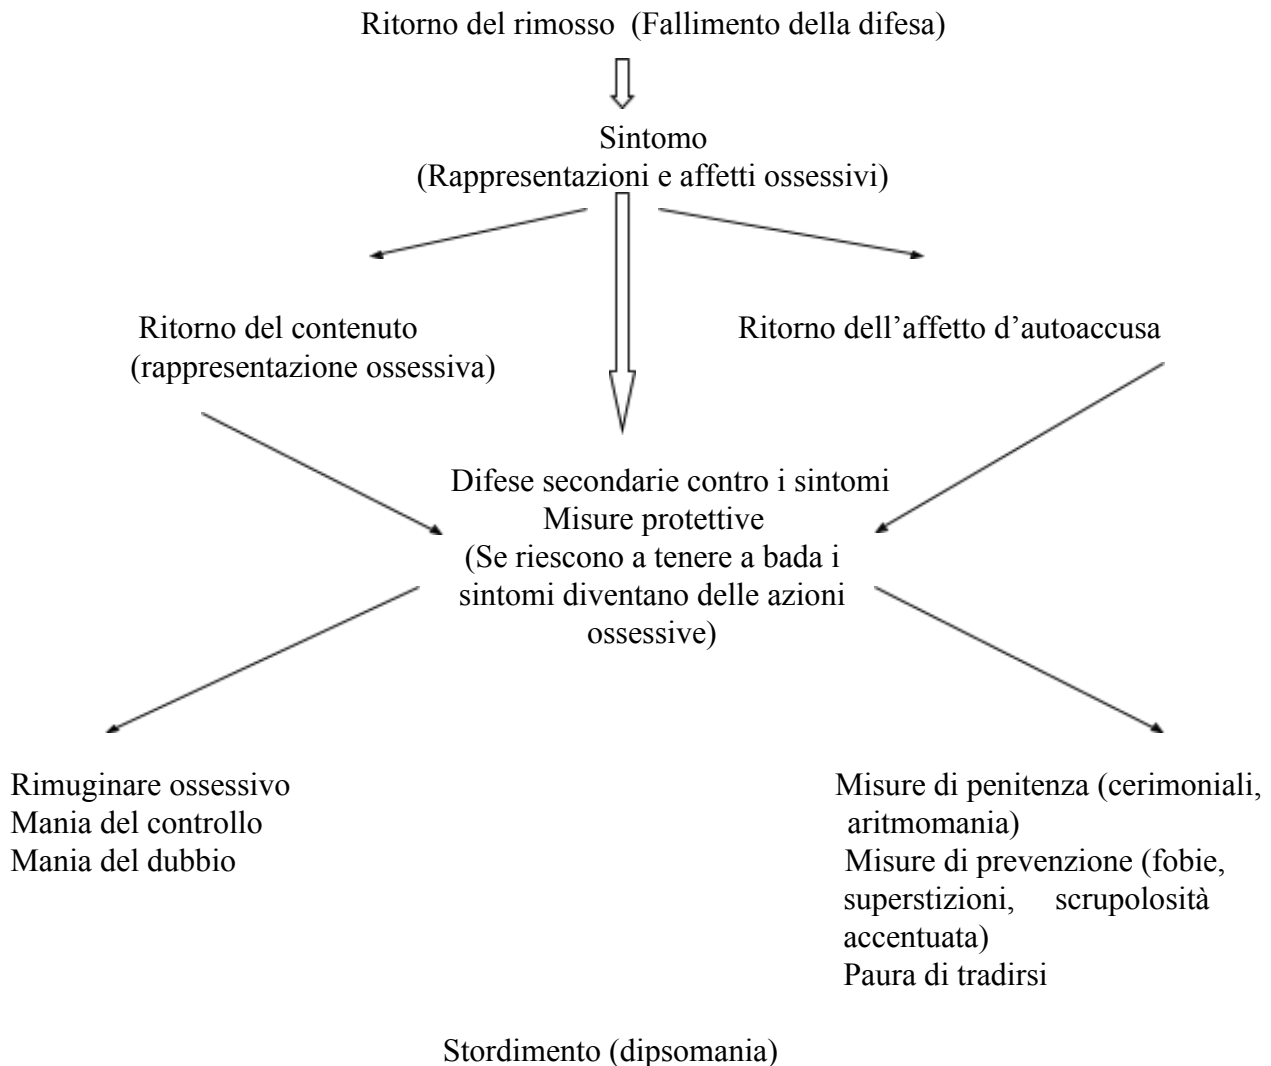 Ritorno del rimosso (Fallimento della difesa)
Sintomo
(Rappresentazioni e affetti ossessivi)
Ritorno del contenuto
(rappresentazione ossessiva)
Ritorno dell’affetto d’autoaccusa
Difese secondarie contro i sintomi
Misure protettive
(Se riescono a tenere a bada i
sintomi diventano delle azioni
ossessive)
Rimuginare ossessivo
Mania del controllo
Mania del dubbio
Misure di penitenza (cerimoniali,
aritmomania)
Misure di prevenzione (fobie,
superstizioni, scrupolosità
accentuata)
Paura di tradirsi
Stordimento (dipsomania)